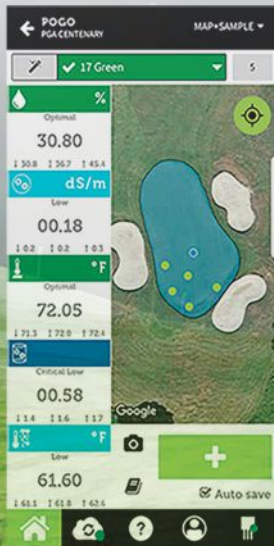 POGO
PGA CENTENARY
MAP+SAMPLE
17 Green
5
%
Optimal
30.80
↕ 30.8 ↕ 36.7 ↕ 45.4
dS/m
Low
00.18
↕ 0.2 ↕ 0.2 ↕ 0.3
°F
Optimal
72.05
↕ 71.3 ↕ 72.0 ↕ 72.4
Critical Low
00.58
↕ 1.4 ↕ 1.6 ↕ 1.7
°F
Low
61.60
↕ 61.1 ↕ 61.8 ↕ 62.6
Google
+
Auto save
?